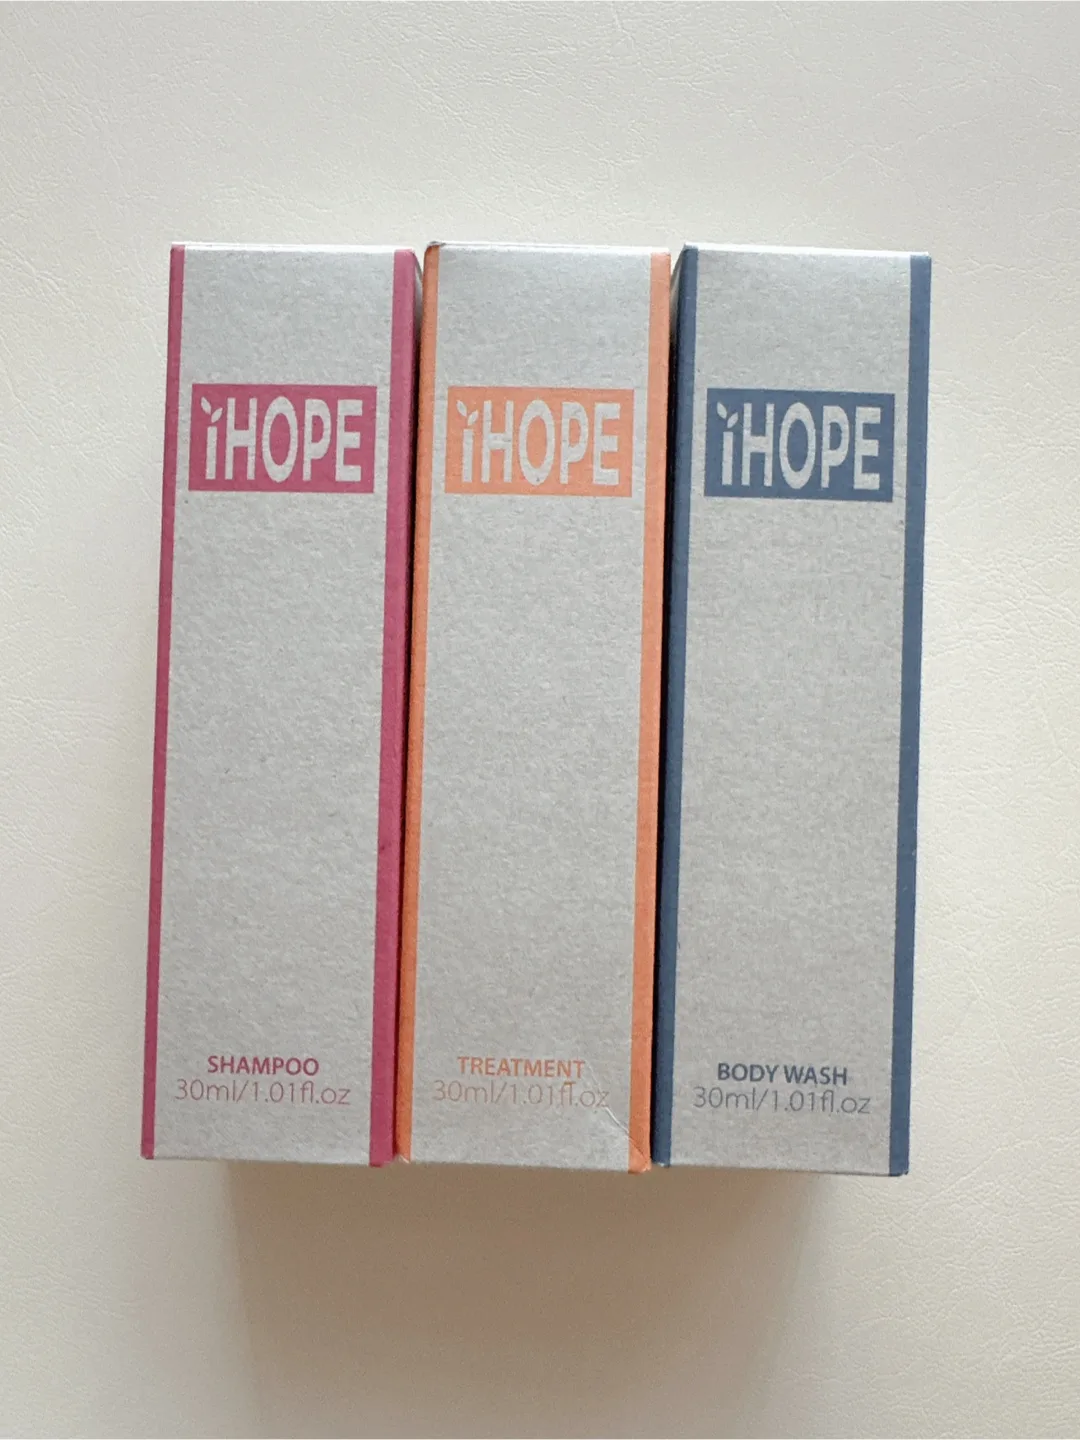 iHOPE
SHAMPOO
30ml/1.01fl.oz
iHOPE
TREATMENT
30ml/1.01fl.oz
iHOPE
BODY WASH
30ml/1.01fl.oz